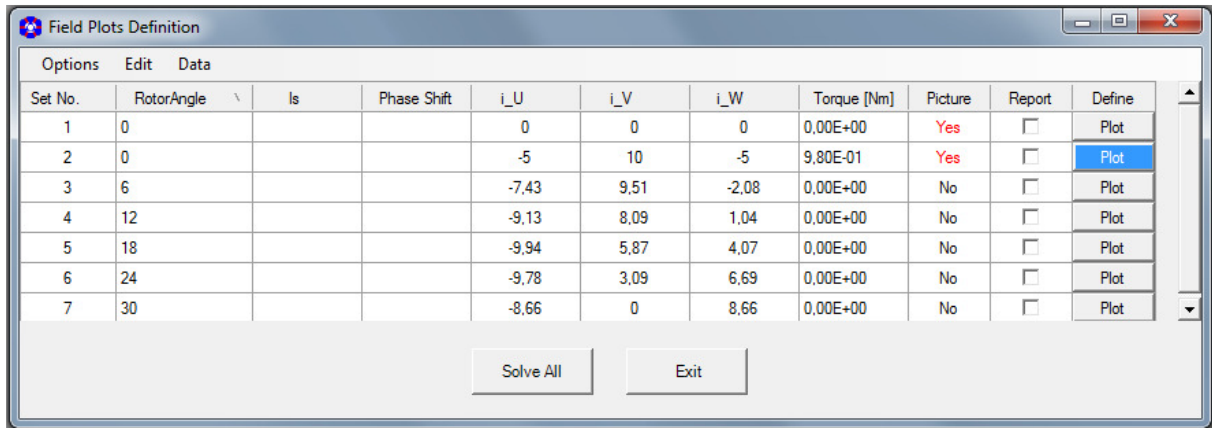 Field Plots Definition
Options Edit Data
Set No. RotorAngle Is Phase Shift i_U i_V i_W Torque [Nm] Picture Report Define
1 0 0 0 0 0,00E+00 Yes Plot
2 0 -5 10 -5 9,80E-01 Yes Plot
3 6 -7,43 9,51 -2,08 0,00E+00 No Plot
4 12 -9,13 8,09 1,04 0,00E+00 No Plot
5 18 -9,94 5,87 4,07 0,00E+00 No Plot
6 24 -9,78 3,09 6,69 0,00E+00 No Plot
7 30 -8,66 0 8,66 0,00E+00 No Plot
Solve All Exit